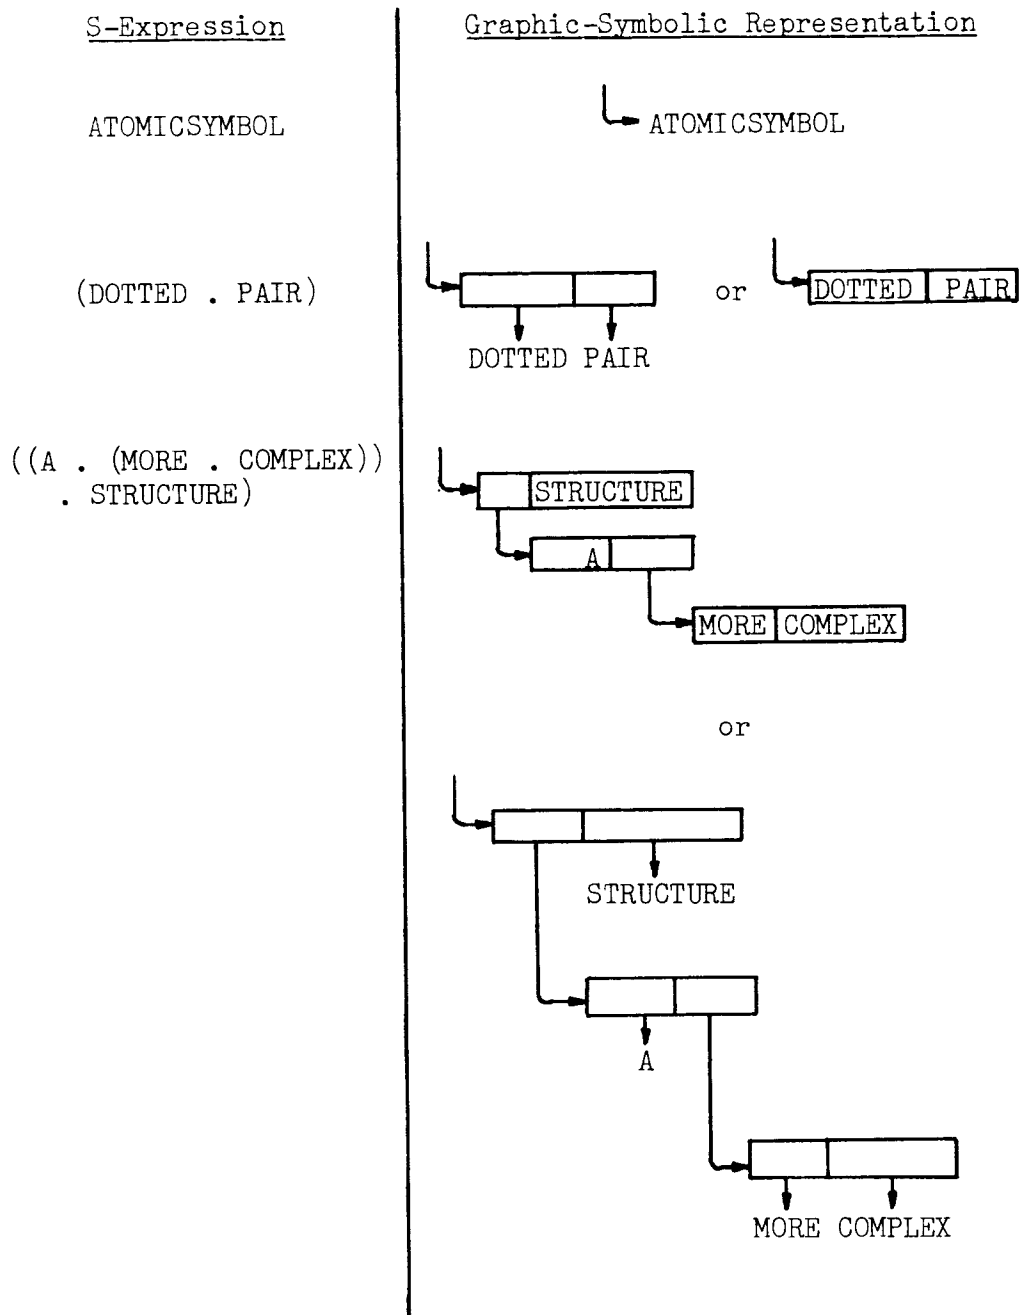 S-Expression
Graphic-Symbolic Representation
ATOMICSYMBOL
ATOMICSYMBOL
(DOTTED . PAIR)
or
DOTTED PAIR
DOTTED PAIR
((A . (MORE . COMPLEX))
. STRUCTURE)
STRUCTURE
A
MORE COMPLEX
or
STRUCTURE
A
MORE COMPLEX